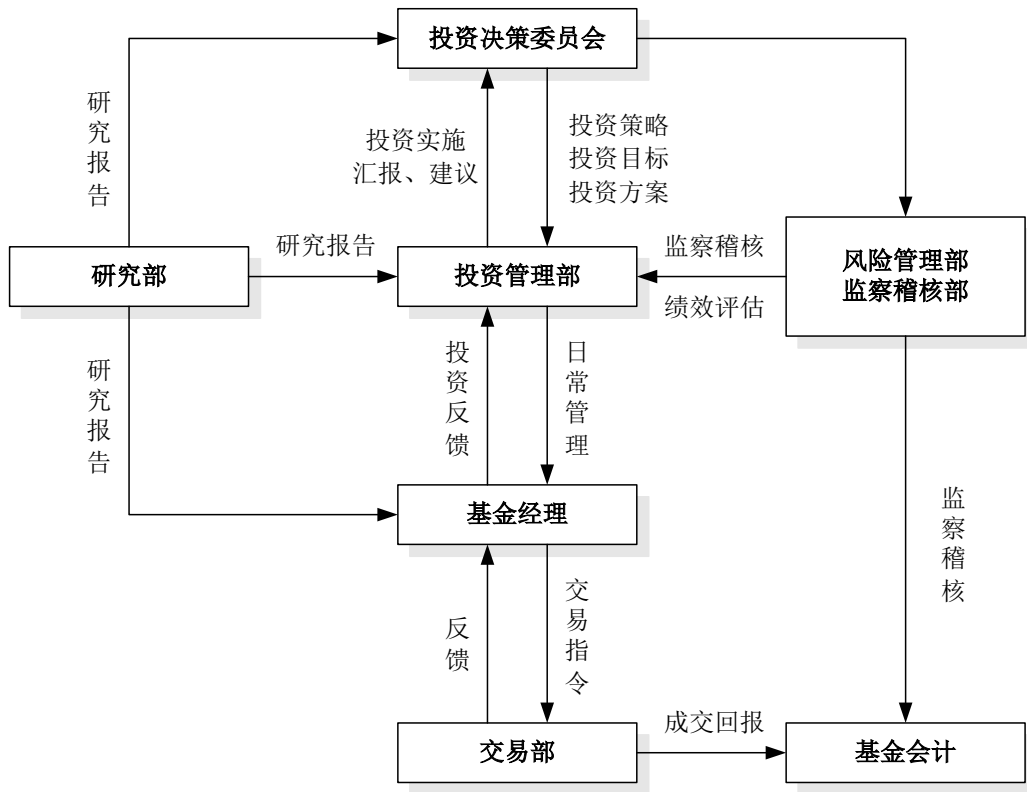 投资决策委员会
研究报告
投资实施
汇报、建议
投资策略
投资目标
投资方案
研究部
研究报告
投资管理部
监察稽核
绩效评估
风险管理部
监察稽核部
研究报告
投资反馈
日常管理
基金经理
监察稽核
反馈
交易指令
交易部
成交回报
基金会计